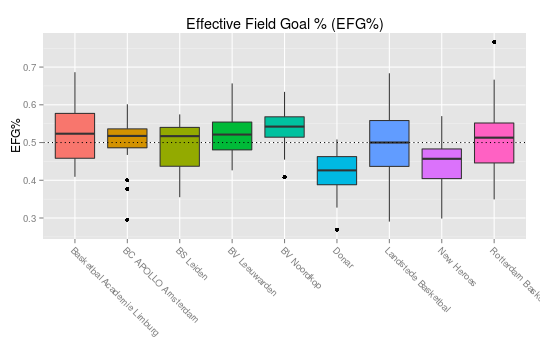 Effective Field Goal % (EFG%)
EFG%
0.7
0.6
0.5
0.4
0.3
Basketbal Academie Limburg
BC APOLLO Amsterdam
BS Leiden
BV Leeuwarden
BV Noordkop
Donar
Landstede Basketbal
New Heroes
Rotterdam